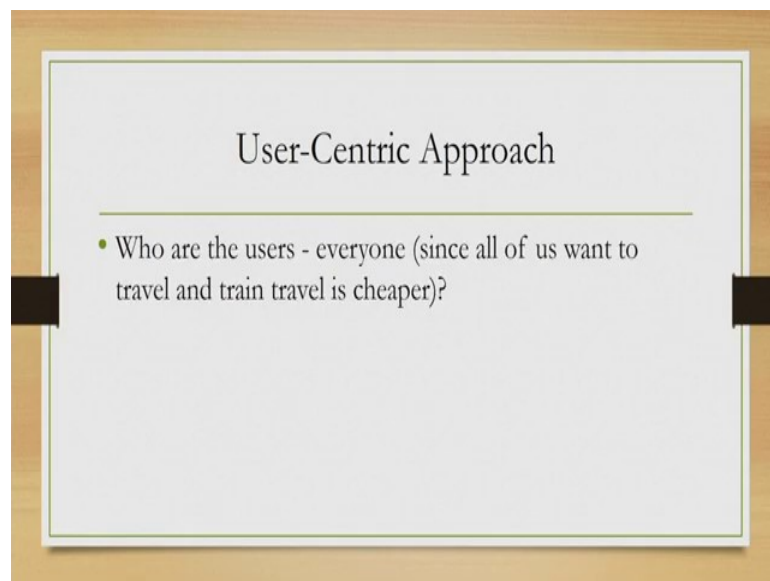 User-Centric Approach
• Who are the users - everyone (since all of us want to
travel and train travel is cheaper)?